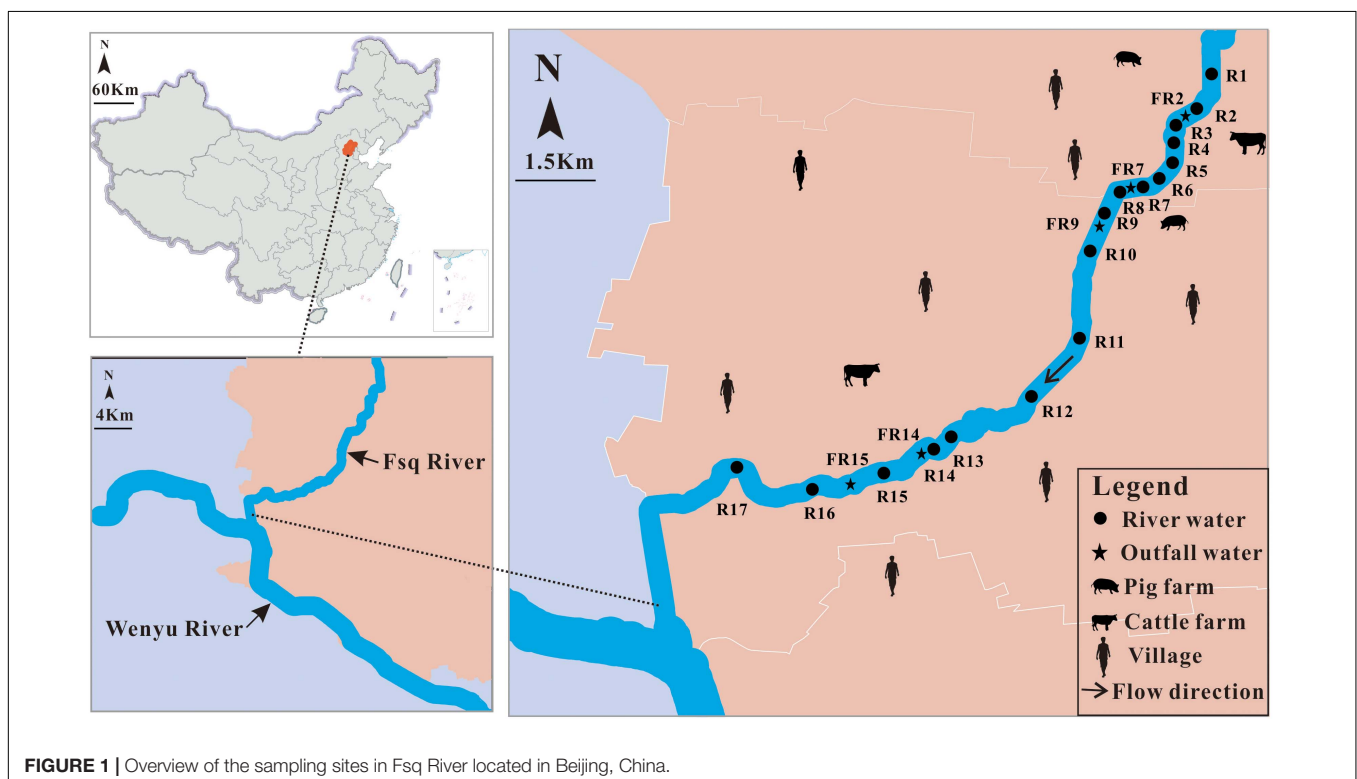 N
60Km
N
4Km
Fsq River
Wenyu River
N
1.5Km
R1
FR2
R2
R3
R4
R5
FR7
R6
R7
R8
FR9
R9
R10
R11
R12
FR14
R13
R14
FR15
R15
R16
R17
Legend
River water
Outfall water
Pig farm
Cattle farm
Village
Flow direction
FIGURE 1 | Overview of the sampling sites in Fsq River located in Beijing, China.